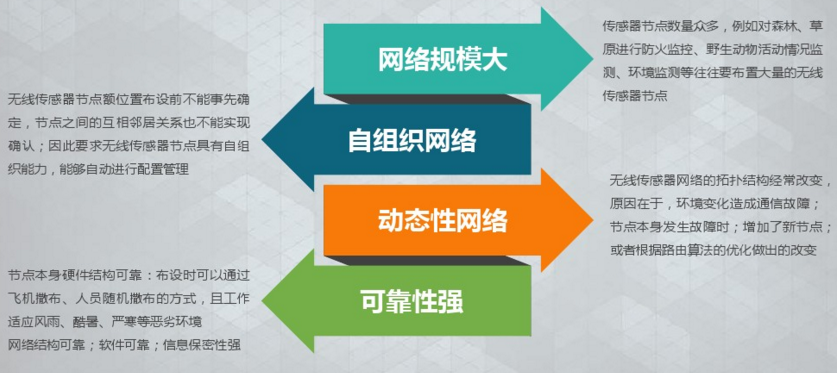 网络规模大
传感器节点数量众多，例如对森林、草
原进行防火监控、野生动物活动情况监
测、环境监测等往往要布置大量的无线
传感器节点
自组织网络
无线传感器节点额位置布设前不能事先确
定，节点之间的互相邻居关系也不能实现
确认；因此要求无线传感器节点具有自组
织能力，能够自动进行配置管理
动态性网络
无线传感器网络的拓扑结构经常改变，
原因在于，环境变化造成通信故障；
节点本身发生故障时；增加了新节点；
或者根据路由算法的优化做出的改变
可靠性强
节点本身硬件结构可靠：布设时可以通过
飞机撒布、人员随机撒布的方式，且工作
适应风雨、酷暑、严寒等恶劣环境
网络结构可靠；软件可靠；信息保密性强